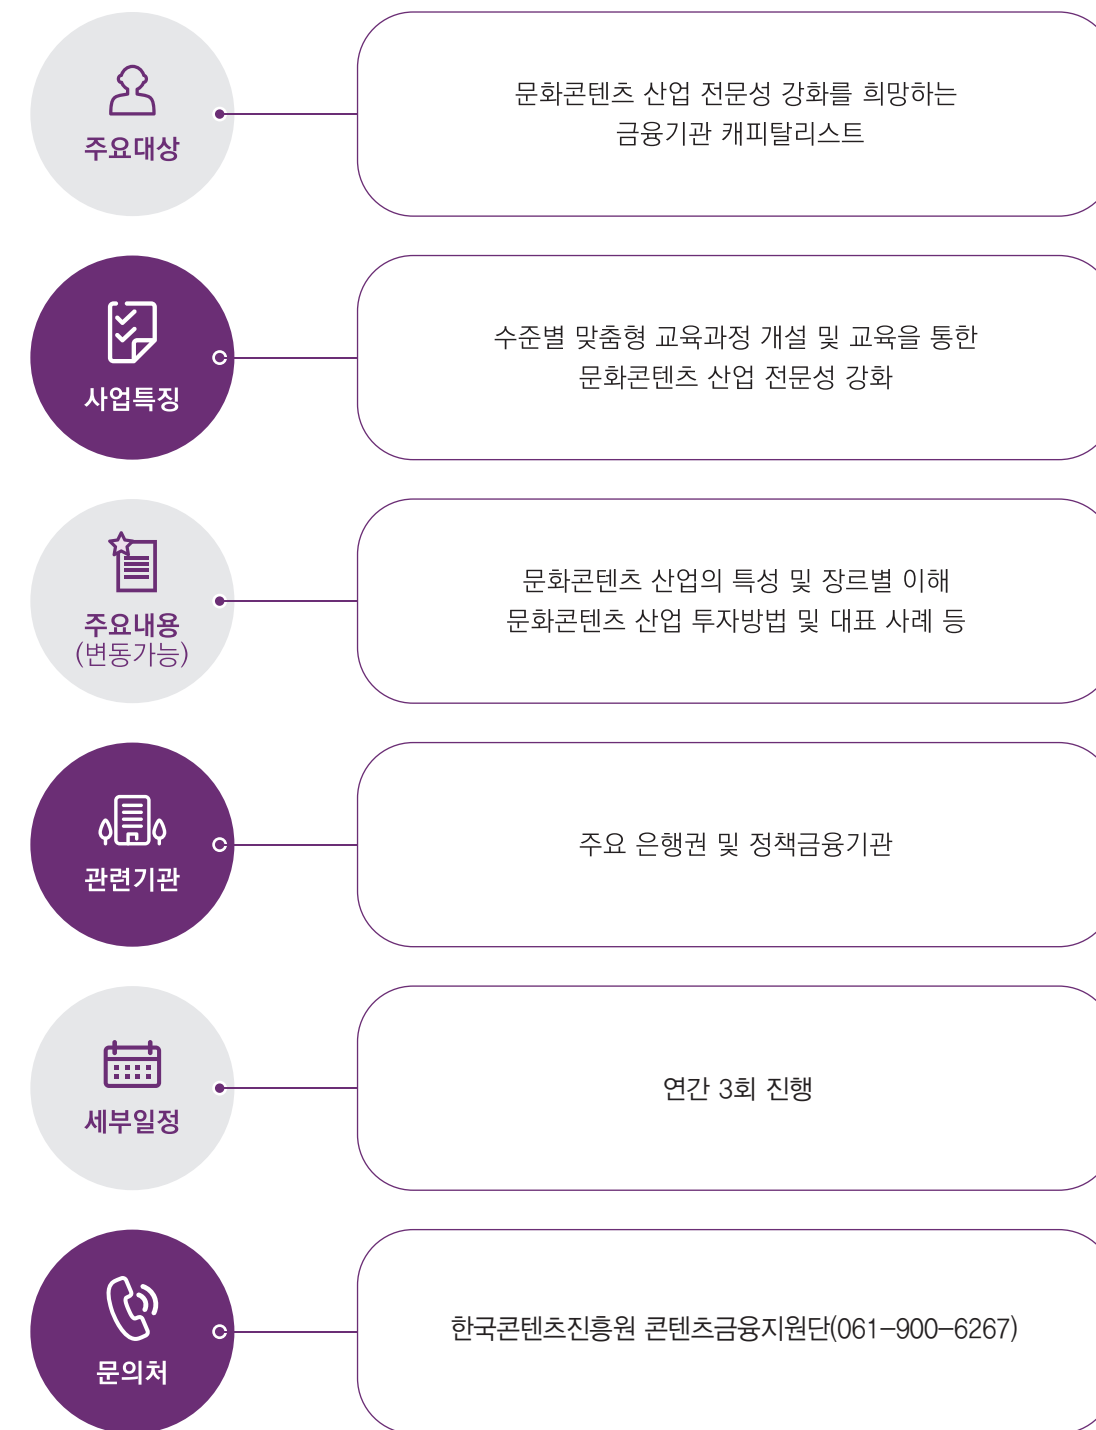 주요대상
문화콘텐츠 산업 전문성 강화를 희망하는
금융기관 캐피탈리스트
사업특징
수준별 맞춤형 교육과정 개설 및 교육을 통한
문화콘텐츠 산업 전문성 강화
주요내용
(변동가능)
문화콘텐츠 산업의 특성 및 장르별 이해
문화콘텐츠 산업 투자방법 및 대표 사례 등
관련기관
주요 은행권 및 정책금융기관
세부일정
연간 3회 진행
문의처
한국콘텐츠진흥원 콘텐츠금융지원단(061-900-6267)